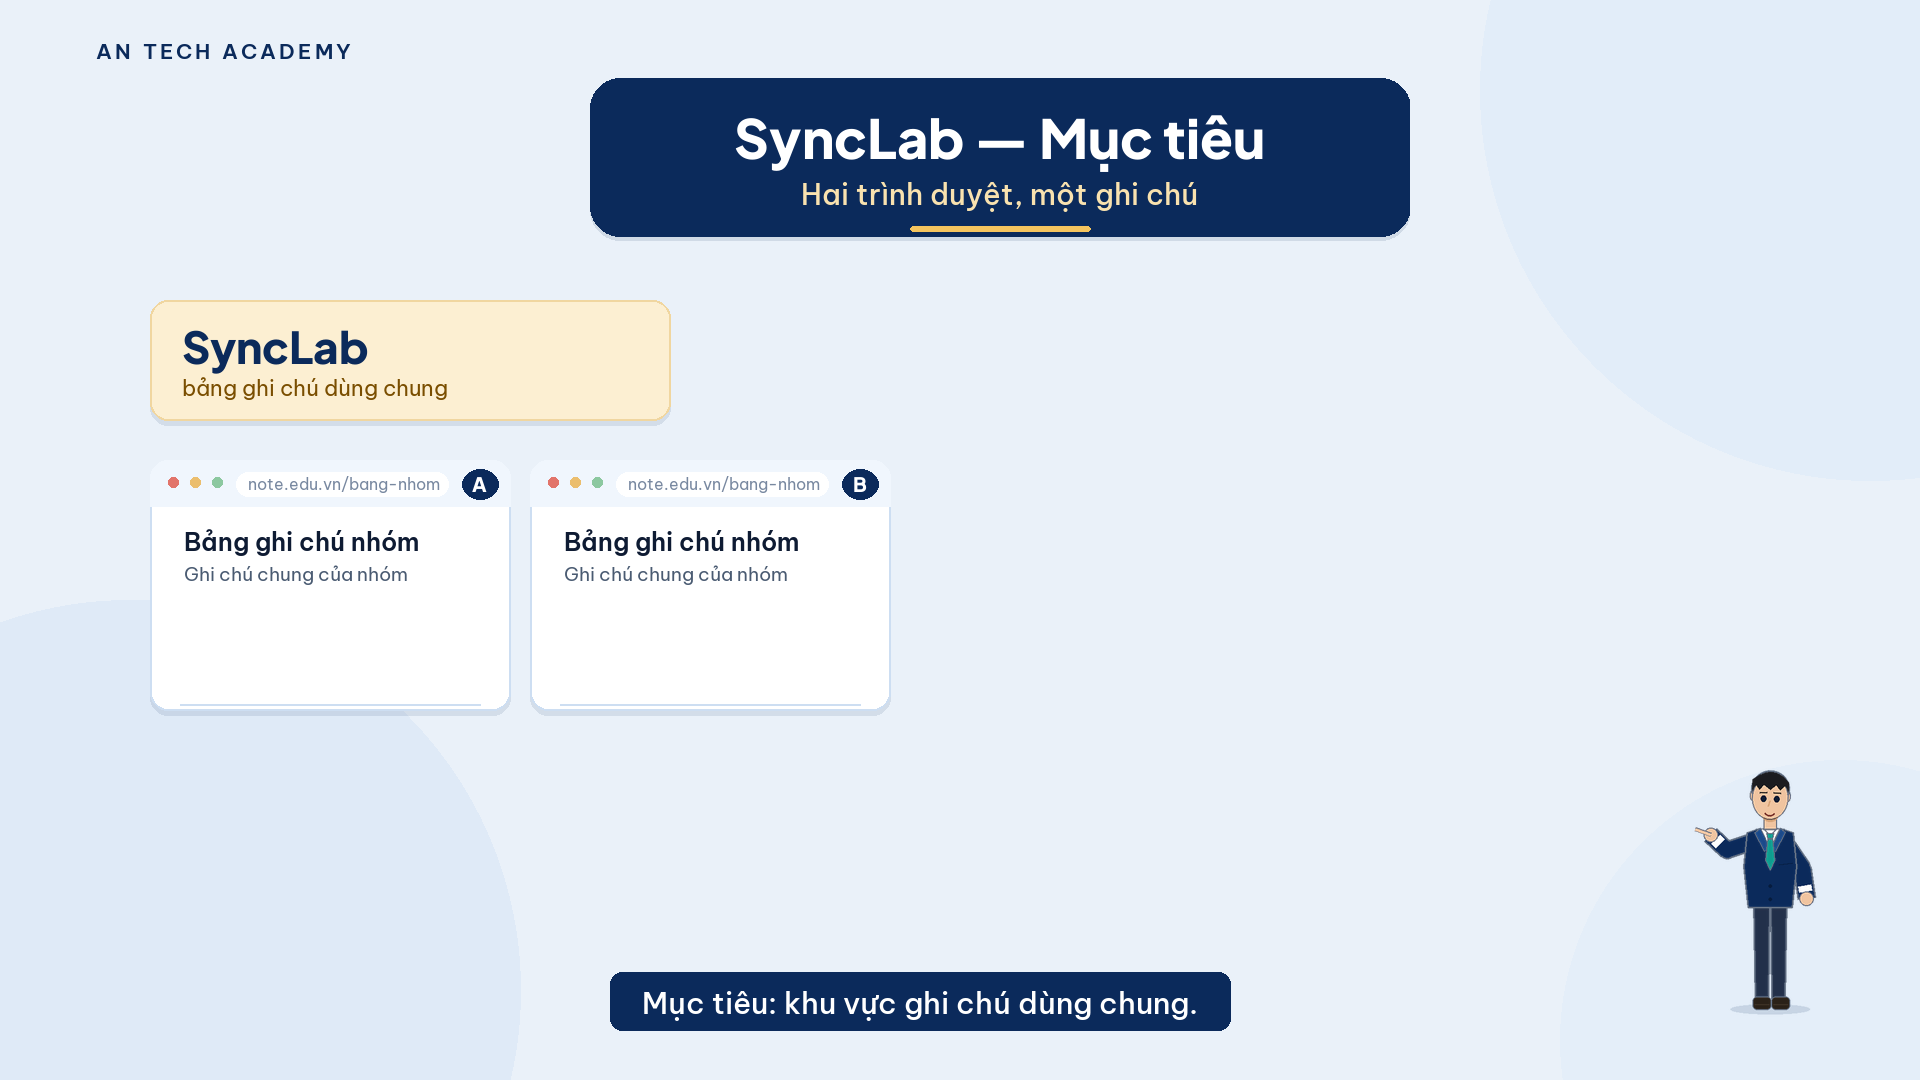 AN TECH ACADEMY
SyncLab — Mục tiêu
Hai trình duyệt, một ghi chú
SyncLab
bảng ghi chú dùng chung
note.edu.vn/bang-nhom
A
Bảng ghi chú nhóm
Ghi chú chung của nhóm
note.edu.vn/bang-nhom
B
Bảng ghi chú nhóm
Ghi chú chung của nhóm
Mục tiêu: khu vực ghi chú dùng chung.